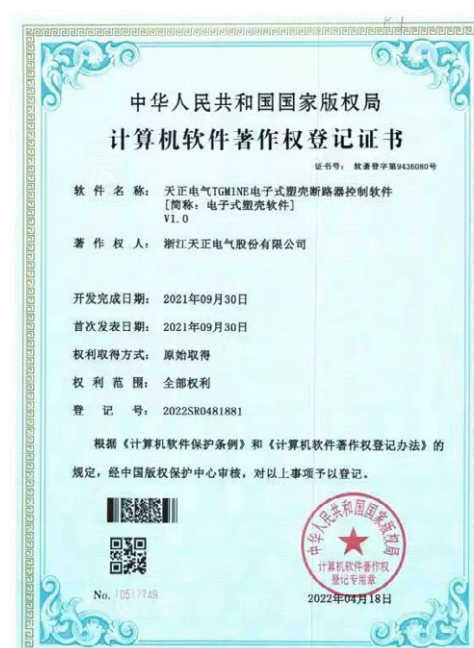 中华人民共和国国家版权局
计算机软件著作权登记证书
证书号： 软著登字第9436080号
软件名称： 天正电气TGM1NE电子式塑壳断路器控制软件
[简称：电子式塑壳软件]
V1.0
著作权人： 浙江天正电气股份有限公司
开发完成日期： 2021年09月30日
首次发表日期： 2021年09月30日
权利取得方式： 原始取得
权利范围： 全部权利
登记号： 2022SR0481881
根据《计算机软件保护条例》和《计算机软件著作权登记办法》的
规定，经中国版权保护中心审核，对以上事项予以登记。
中华人民共和国国家版权局
计算机软件著作权
登记专用章
No. 10517749
2022年04月18日